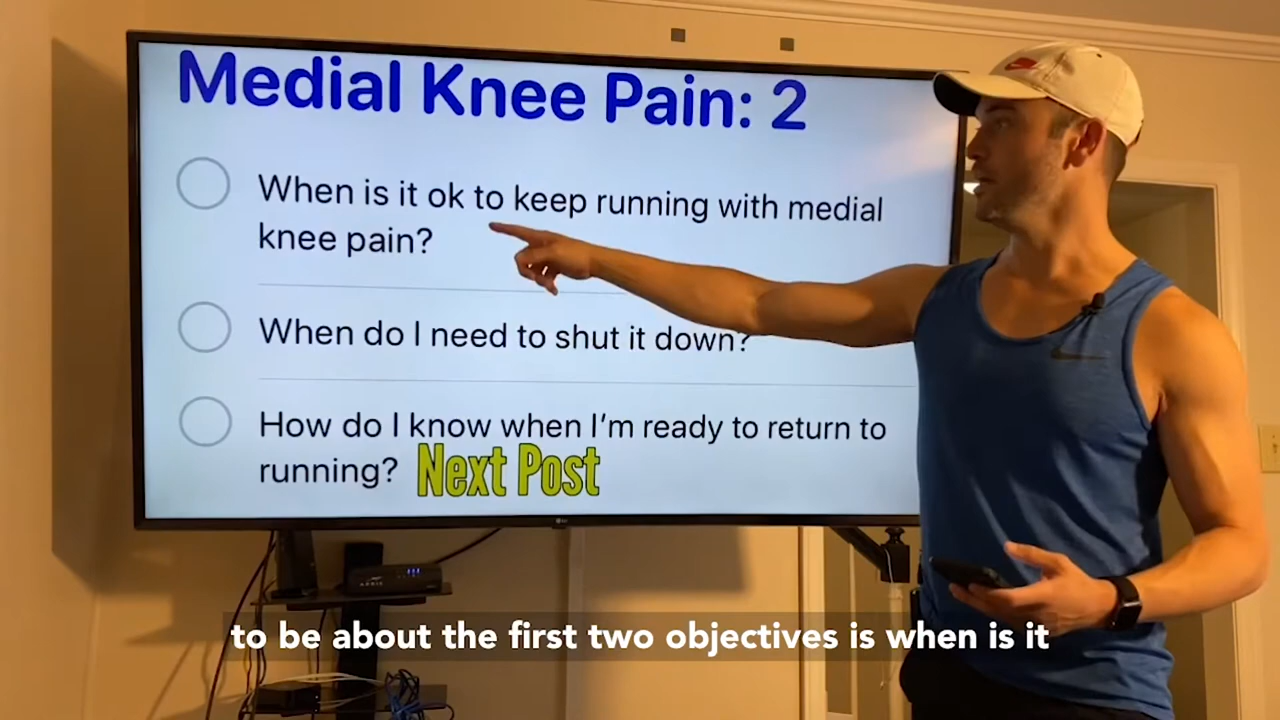 Medial Knee Pain: 2
When is it ok to keep running with medial
knee pain?
When do I need to shut it down?
How do I know when I'm ready to return to
running? Next Post
to be about the first two objectives is when is it